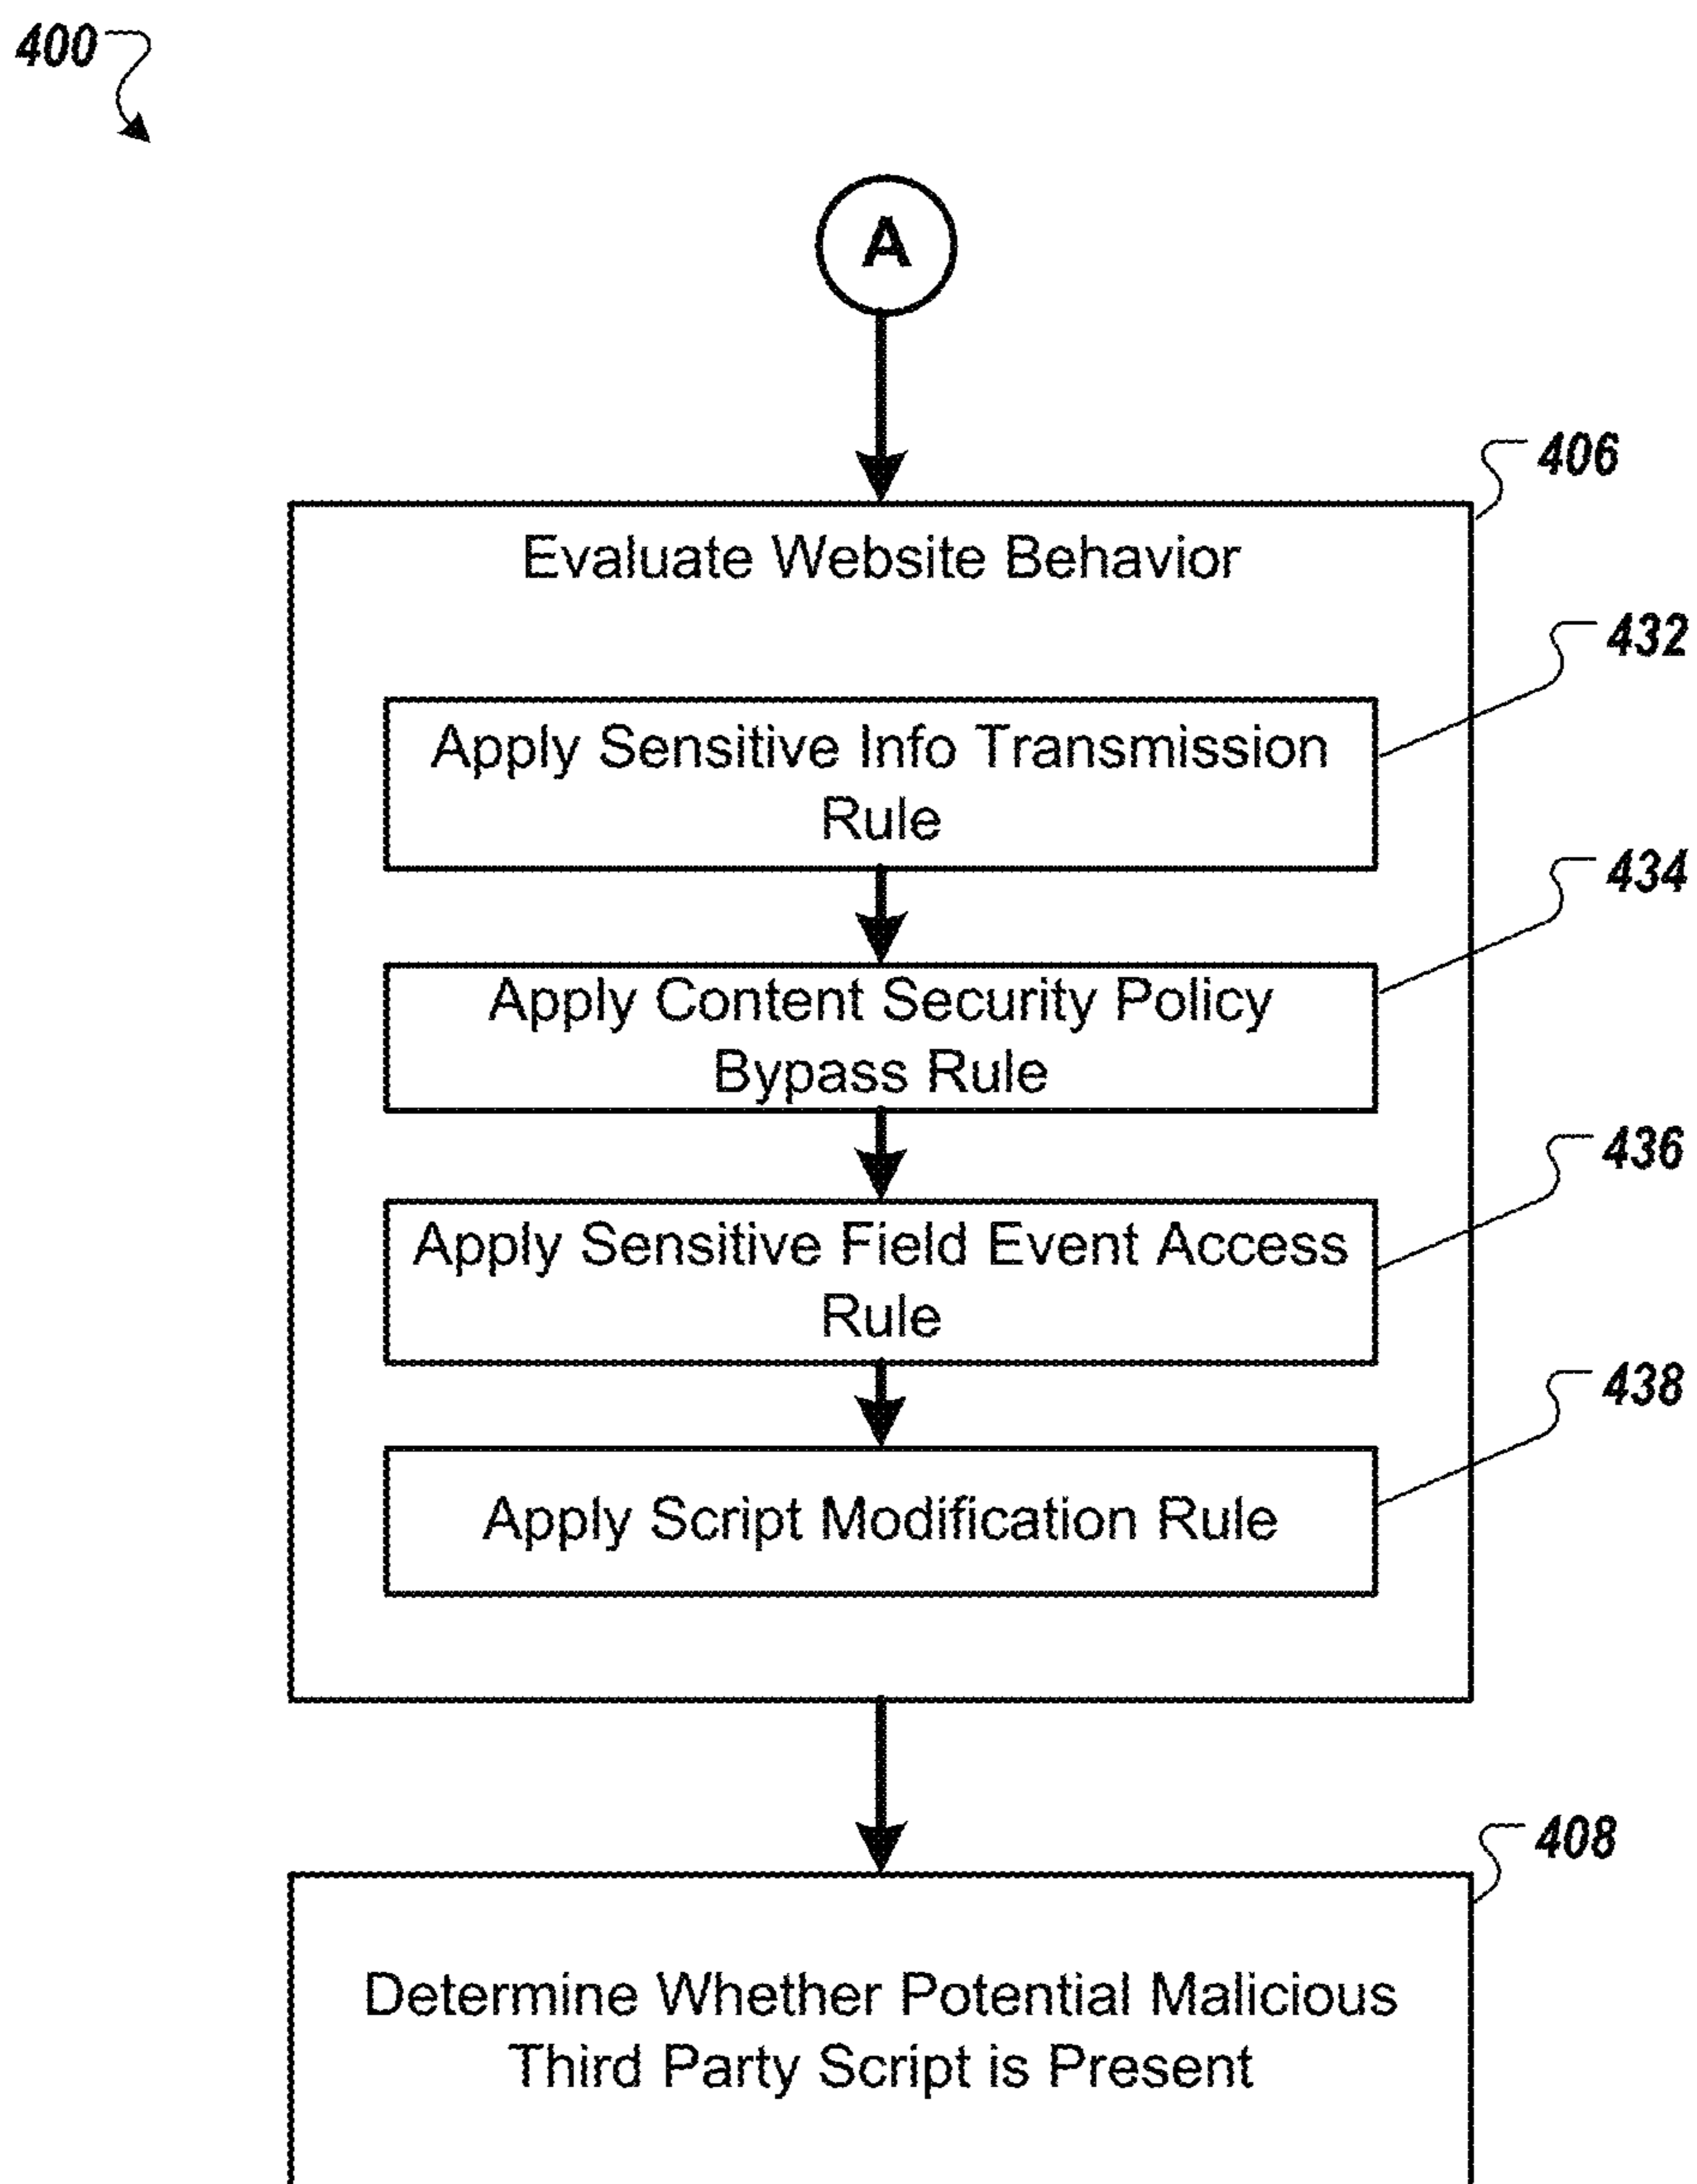 400
A
406
Evaluate Website Behavior
432
Apply Sensitive Info Transmission
Rule
434
Apply Content Security Policy
Bypass Rule
436
Apply Sensitive Field Event Access
Rule
438
Apply Script Modification Rule
408
Determine Whether Potential Malicious
Third Party Script is Present